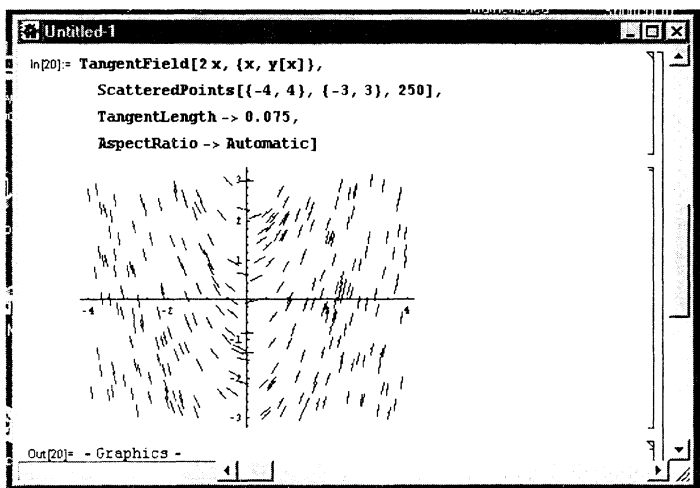 Untitled-1
In[20]:= TangentField[2 x, {x, y[x]},
ScatteredPoints[{-4, 4}, {-3, 3}, 250],
TangentLength -> 0.075,
AspectRatio -> Automatic]
3
2
1
-4 -2 4
-1
-2
-3
Out[20]= - Graphics -